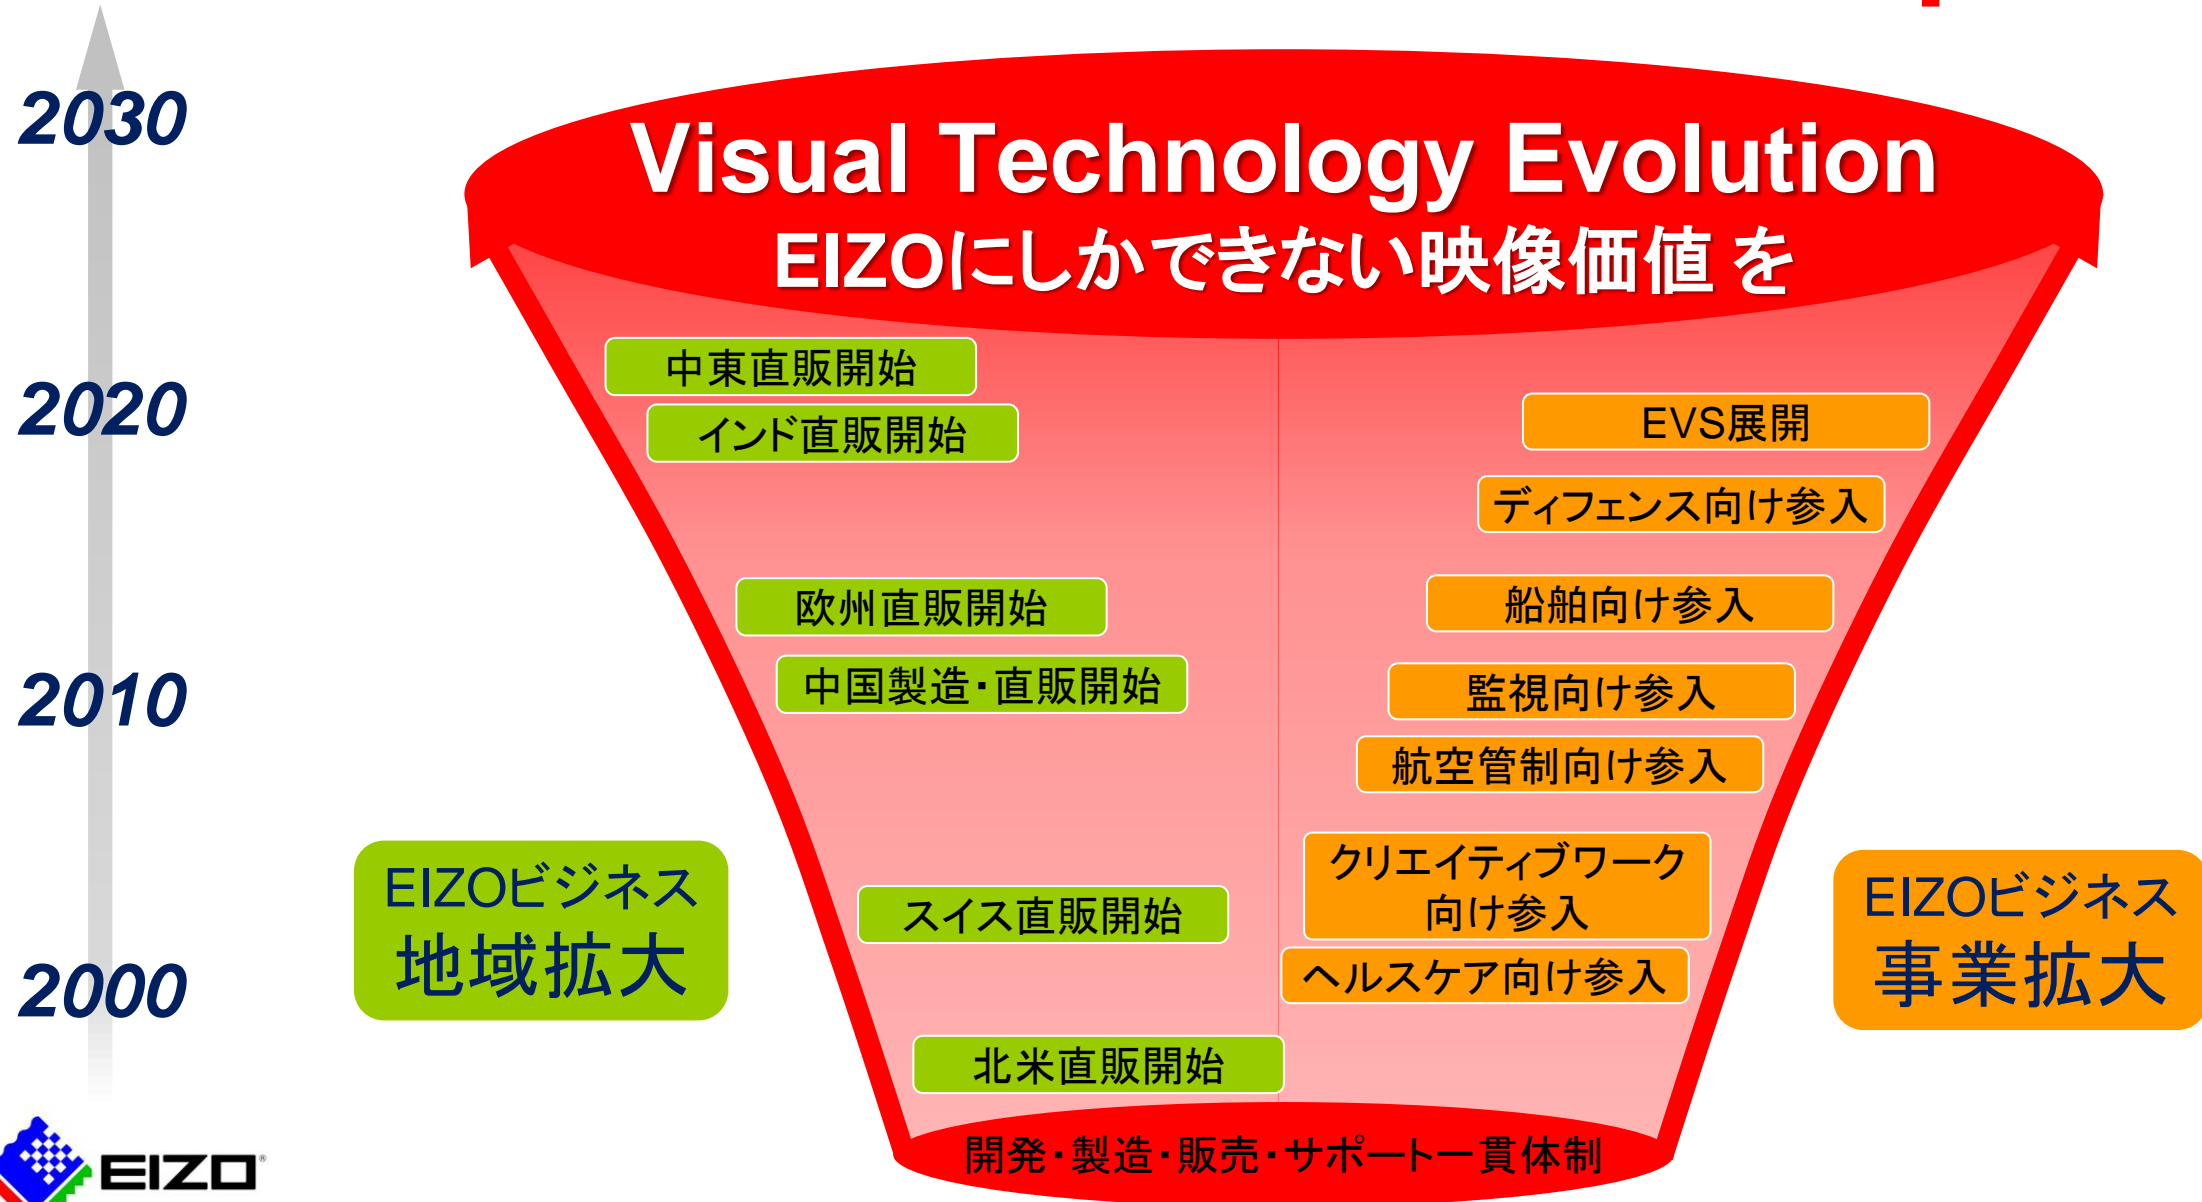 2030
2020
2010
2000
Visual Technology Evolution
EIZOにしかできない映像価値 を
中東直販開始
インド直販開始
欧州直販開始
中国製造・直販開始
スイス直販開始
北米直販開始
EVS展開
ディフェンス向け参入
船舶向け参入
監視向け参入
航空管制向け参入
クリエイティブワーク
向け参入
ヘルスケア向け参入
EIZOビジネス
地域拡大
EIZOビジネス
事業拡大
開発・製造・販売・サポート一貫体制
EIZO®